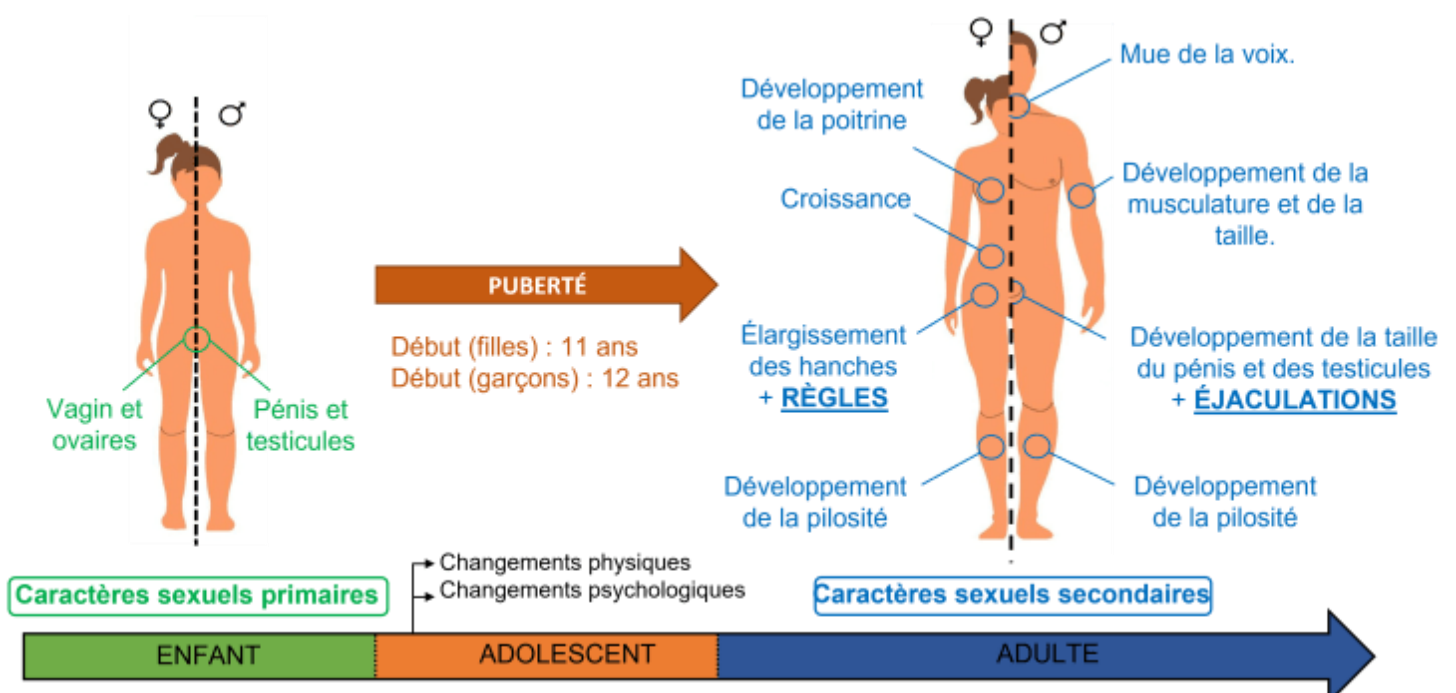 ♀ ♂
Vagin et
ovaires
Pénis et
testicules
PUBERTÉ
Début (filles) : 11 ans
Début (garçons) : 12 ans
♀ ♂
Développement
de la poitrine
Croissance
Élargissement
des hanches
+ RÈGLES
Développement
de la pilosité
Mue de la voix.
Développement de la
musculature et de la
taille.
Développement de la taille
du pénis et des testicules
+ ÉJACULATIONS
Développement
de la pilosité
Caractères sexuels primaires
Changements physiques
Changements psychologiques
Caractères sexuels secondaires
ENFANT
ADOLESCENT
ADULTE